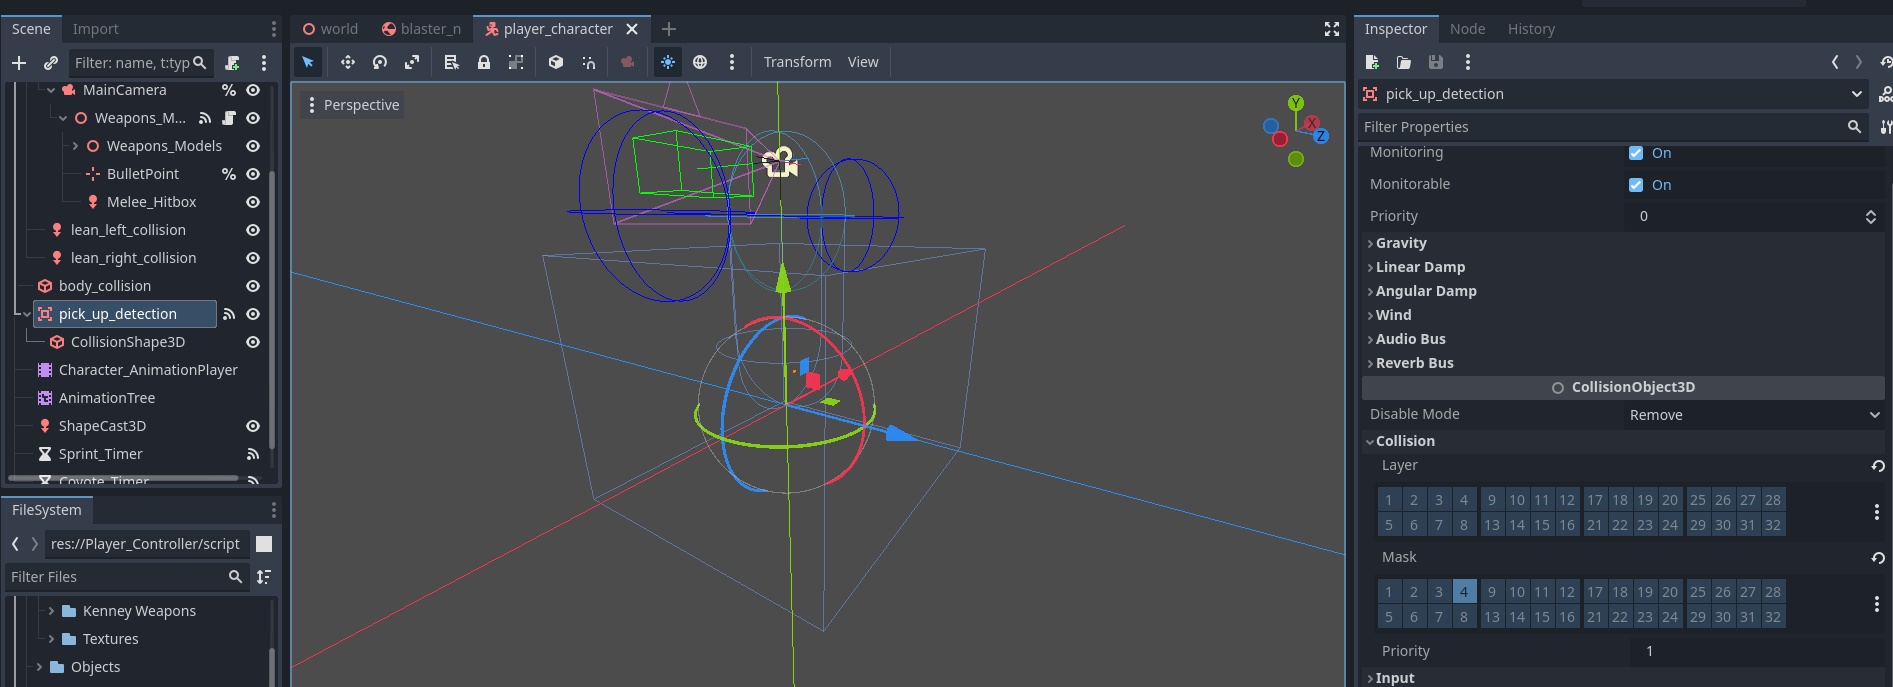 Scene
Import
Filter: name, t:typ
MainCamera
Weapons_M...
Weapons_Models
BulletPoint
Melee_Hitbox
lean_left_collision
lean_right_collision
body_collision
pick_up_detection
CollisionShape3D
Character_AnimationPlayer
AnimationTree
ShapeCast3D
Sprint_Timer
Coyote_Timer
FileSystem
res://Player_Controller/script
Filter Files
Kenney Weapons
Textures
Objects
world
blaster_n
player_character
Transform
View
Perspective
Y
X
Z
Inspector
Node
History
pick_up_detection
Filter Properties
Monitoring
On
Monitorable
On
Priority
0
Gravity
Linear Damp
Angular Damp
Wind
Audio Bus
Reverb Bus
CollisionObject3D
Disable Mode
Remove
Collision
Layer
1 2 3 4 9 10 11 12 17 18 19 20 25 26 27 28
5 6 7 8 13 14 15 16 21 22 23 24 29 30 31 32
Mask
1 2 3 4 9 10 11 12 17 18 19 20 25 26 27 28
5 6 7 8 13 14 15 16 21 22 23 24 29 30 31 32
Priority
1
Input